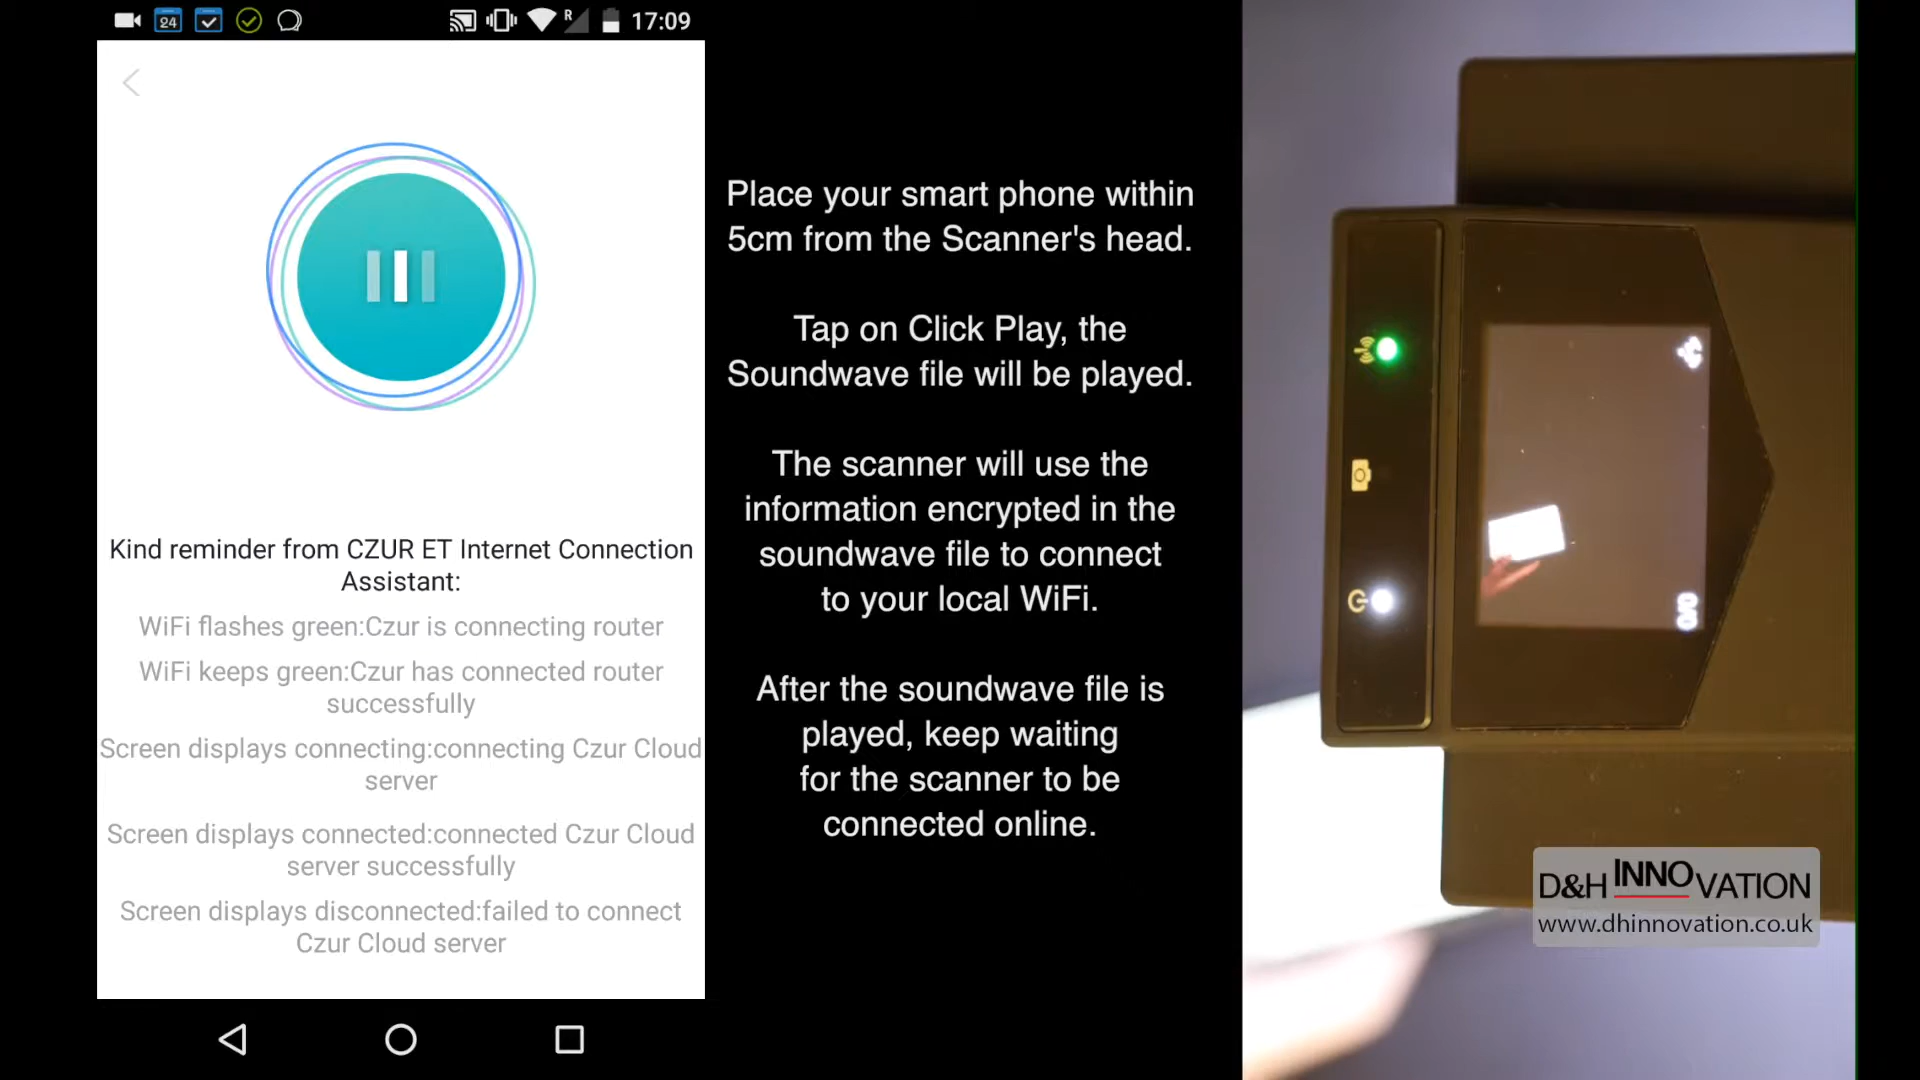 24
R
17:09
Kind reminder from CZUR ET Internet Connection
Assistant:
WiFi flashes green:Czur is connecting router
WiFi keeps green:Czur has connected router
successfully
Screen displays connecting:connecting Czur Cloud
server
Screen displays connected:connected Czur Cloud
server successfully
Screen displays disconnected:failed to connect
Czur Cloud server
Place your smart phone within
5cm from the Scanner's head.
Tap on Click Play, the
Soundwave file will be played.
The scanner will use the
information encrypted in the
soundwave file to connect
to your local WiFi.
After the soundwave file is
played, keep waiting
for the scanner to be
connected online.
0/0
D&H INNOVATION
www.dhinnovation.co.uk